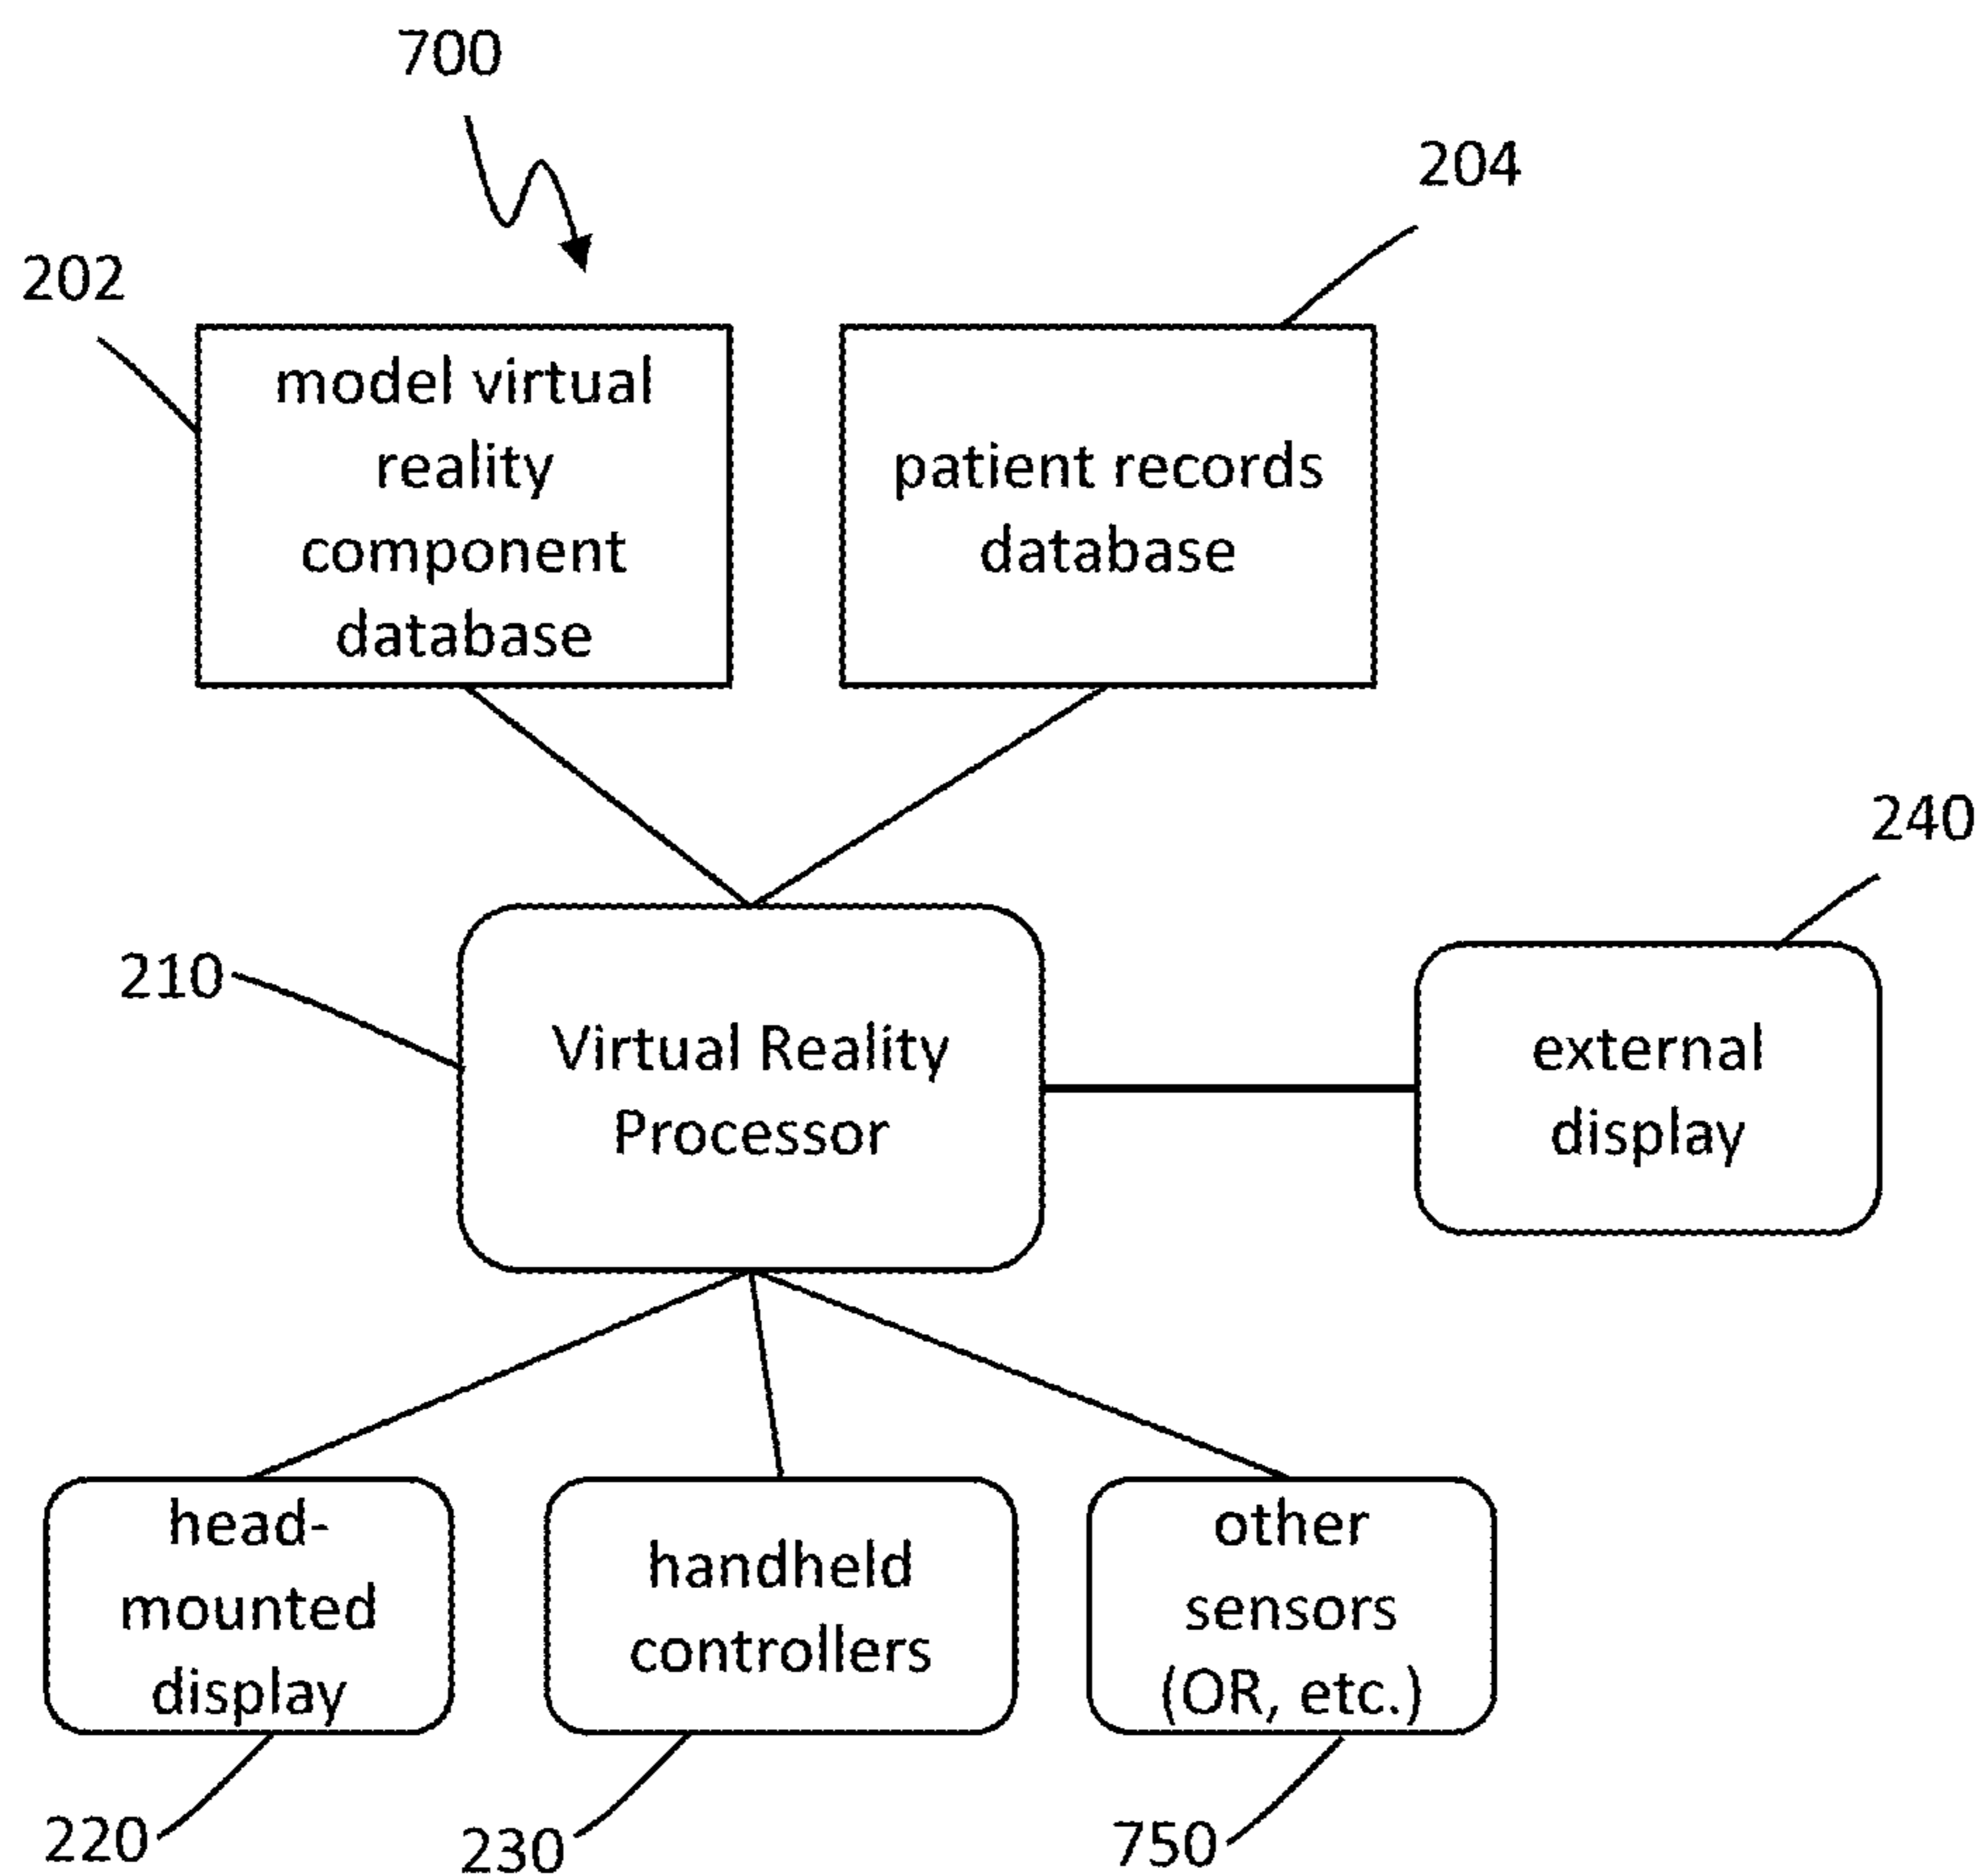 700
204
202
model virtual
reality
component
database
patient records
database
240
210
Virtual Reality
Processor
external
display
head-
mounted
display
handheld
controllers
other
sensors
(OR, etc.)
220
230
750